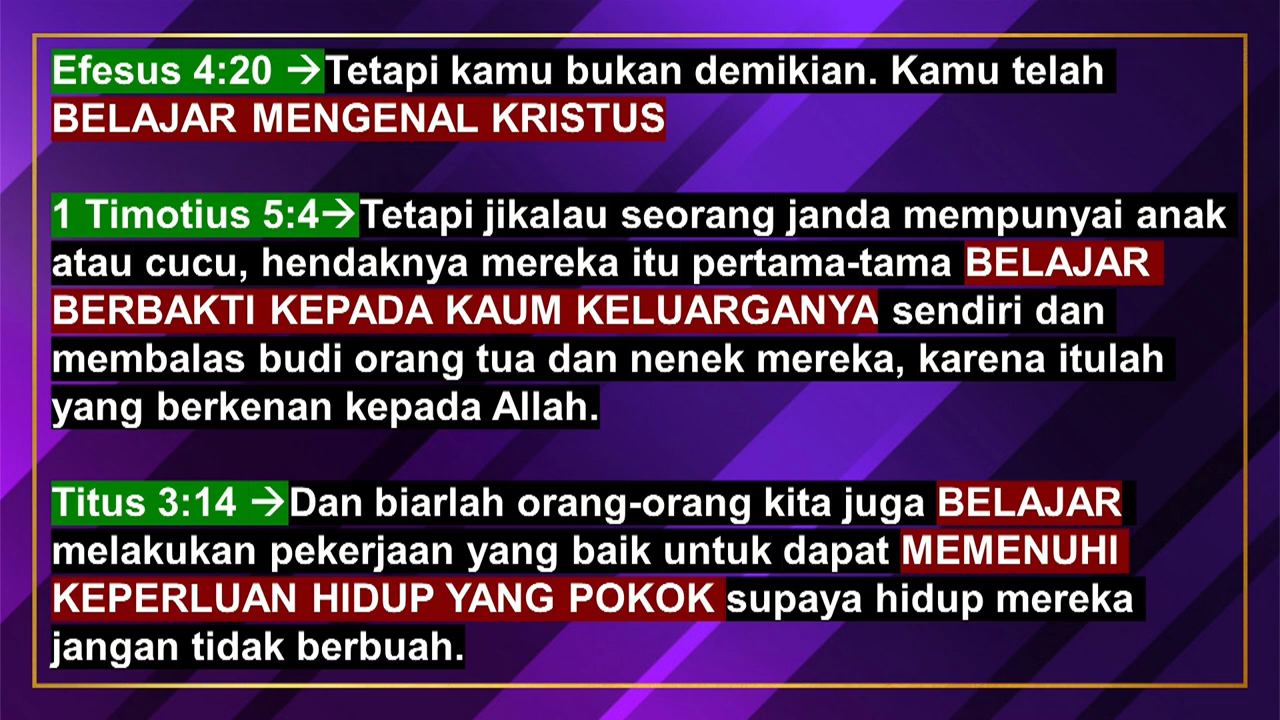 Efesus 4:20 →Tetapi kamu bukan demikian. Kamu telah
BELAJAR MENGENAL KRISTUS
1 Timotius 5:4→Tetapi jikalau seorang janda mempunyai anak
atau cucu, hendaknya mereka itu pertama-tama BELAJAR
BERBAKTI KEPADA KAUM KELUARGANYA sendiri dan
membalas budi orang tua dan nenek mereka, karena itulah
yang berkenan kepada Allah.
Titus 3:14 →Dan biarlah orang-orang kita juga BELAJAR
melakukan pekerjaan yang baik untuk dapat MEMENUHI
KEPERLUAN HIDUP YANG POKOK supaya hidup mereka
jangan tidak berbuah.